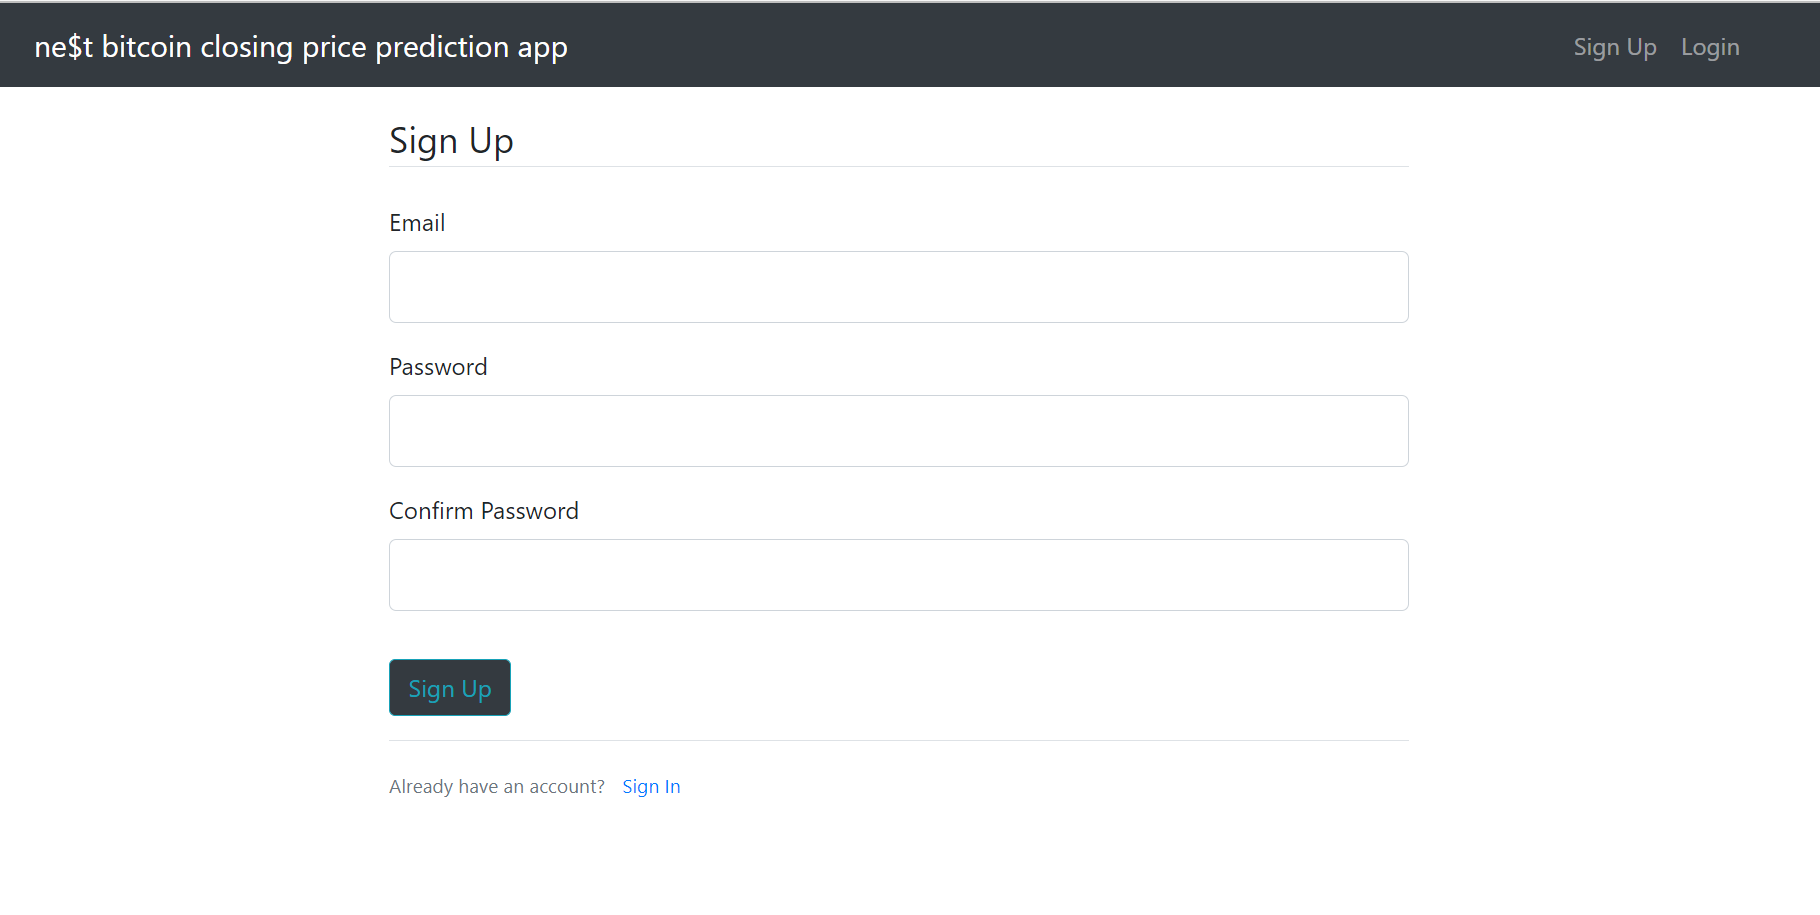 ne$t bitcoin closing price prediction app Sign Up Login
Sign Up
Email
Password
Confirm Password
Sign Up
Already have an account? Sign In